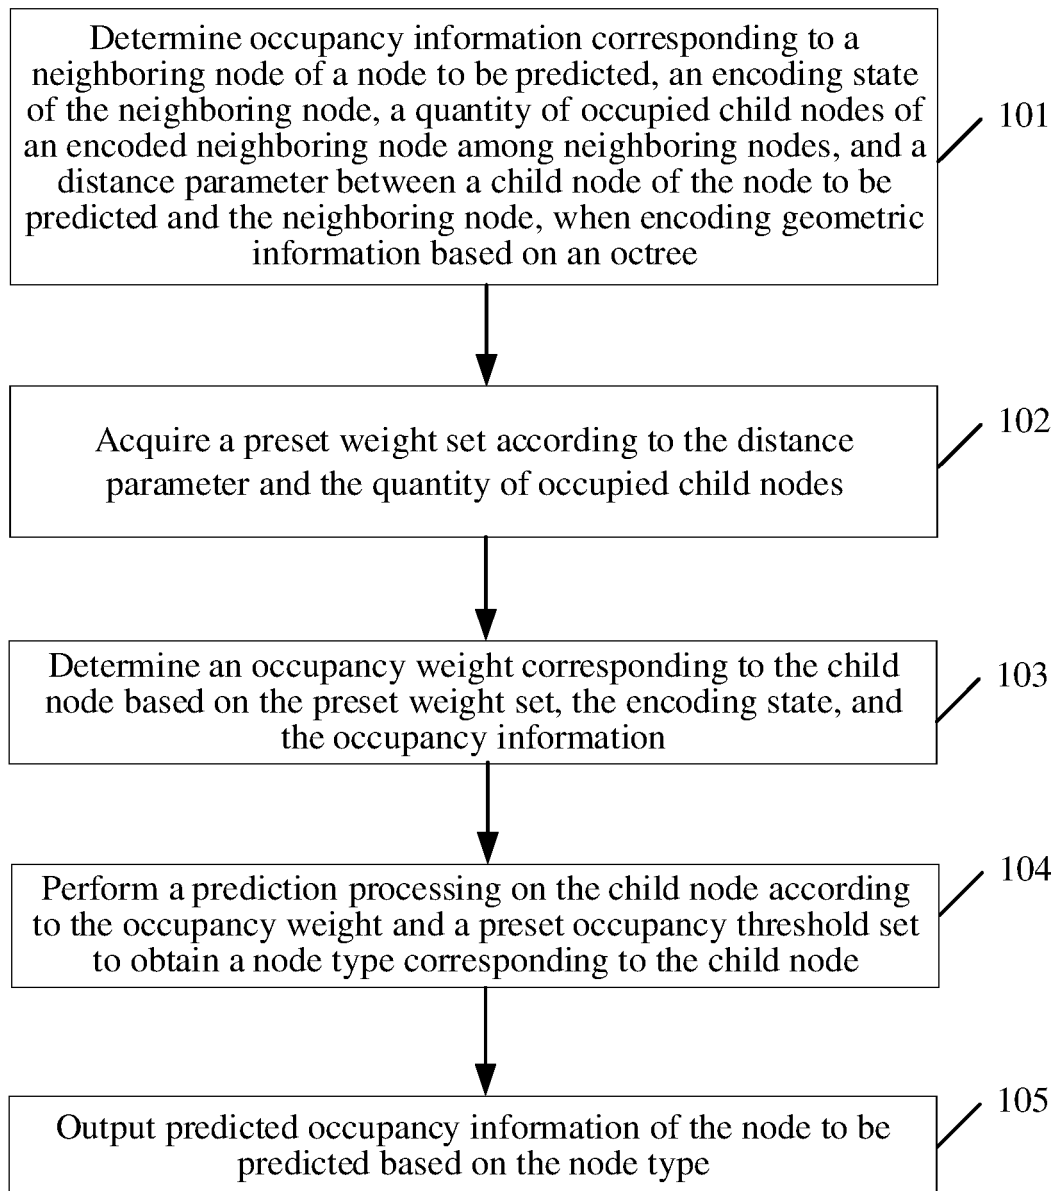 Determine occupancy information corresponding to a
neighboring node of a node to be predicted, an encoding state
of the neighboring node, a quantity of occupied child nodes of
an encoded neighboring node among neighboring nodes, and a
distance parameter between a child node of the node to be
predicted and the neighboring node, when encoding geometric
information based on an octree
101
Acquire a preset weight set according to the distance
parameter and the quantity of occupied child nodes
102
Determine an occupancy weight corresponding to the child
node based on the preset weight set, the encoding state, and
the occupancy information
103
Perform a prediction processing on the child node according
to the occupancy weight and a preset occupancy threshold set
to obtain a node type corresponding to the child node
104
Output predicted occupancy information of the node to be
predicted based on the node type
105